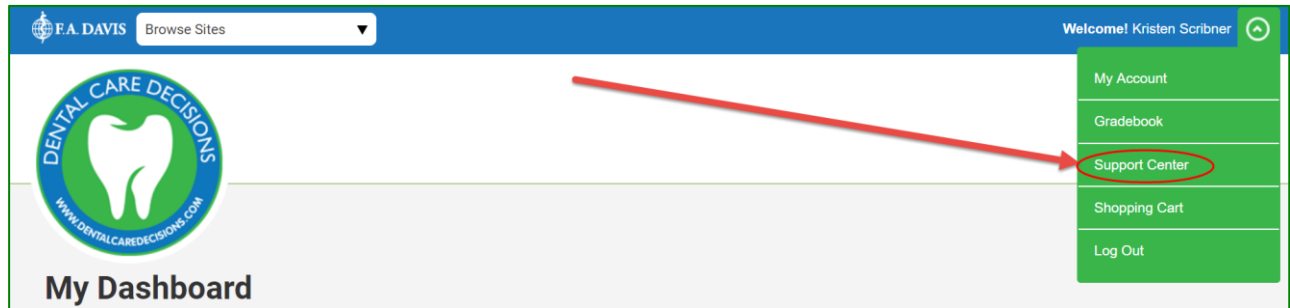 F.A. DAVIS
Browse Sites
Welcome! Kristen Scribner
My Account
Gradebook
Support Center
Shopping Cart
Log Out
DENTAL CARE DECISIONS
WWW.DENTALCAREDECISIONS.COM
My Dashboard